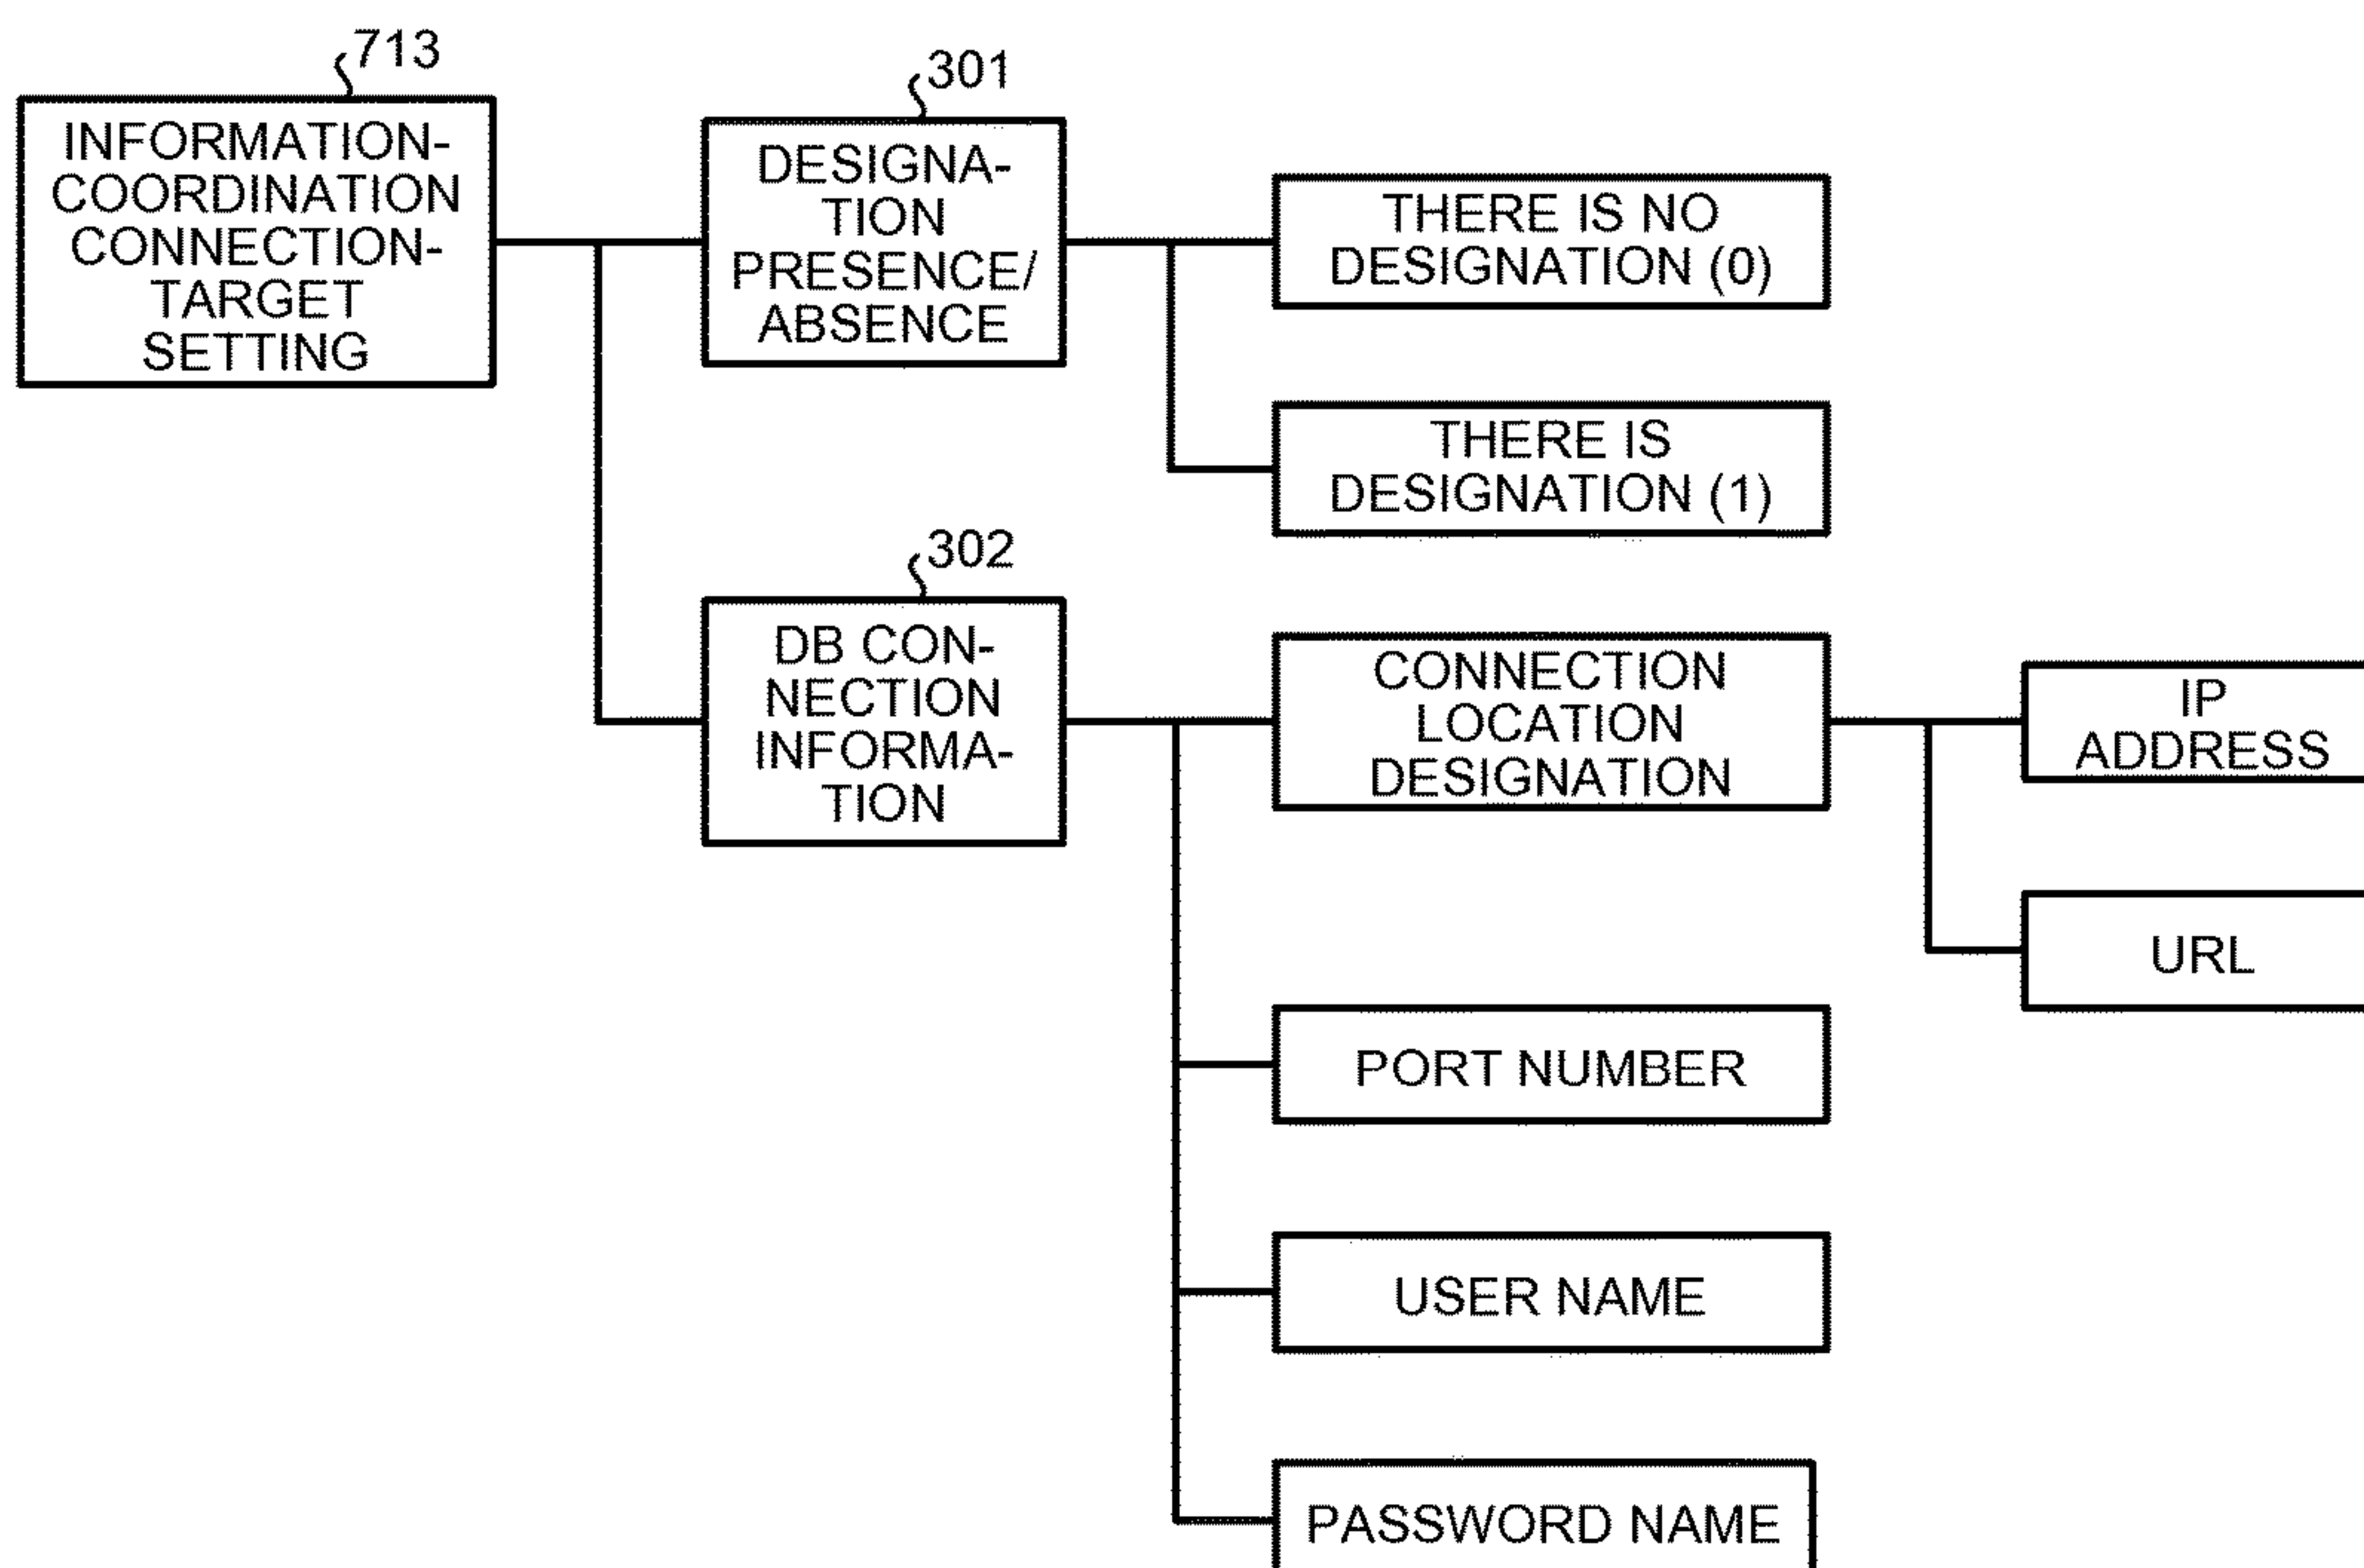 713
INFORMATION-
COORDINATION
CONNECTION-
TARGET
SETTING
301
DESIGNA-
TION
PRESENCE/
ABSENCE
THERE IS NO
DESIGNATION (0)
THERE IS
DESIGNATION (1)
302
DB CON-
NECTION
INFORMA-
TION
CONNECTION
LOCATION
DESIGNATION
IP
ADDRESS
URL
PORT NUMBER
USER NAME
PASSWORD NAME